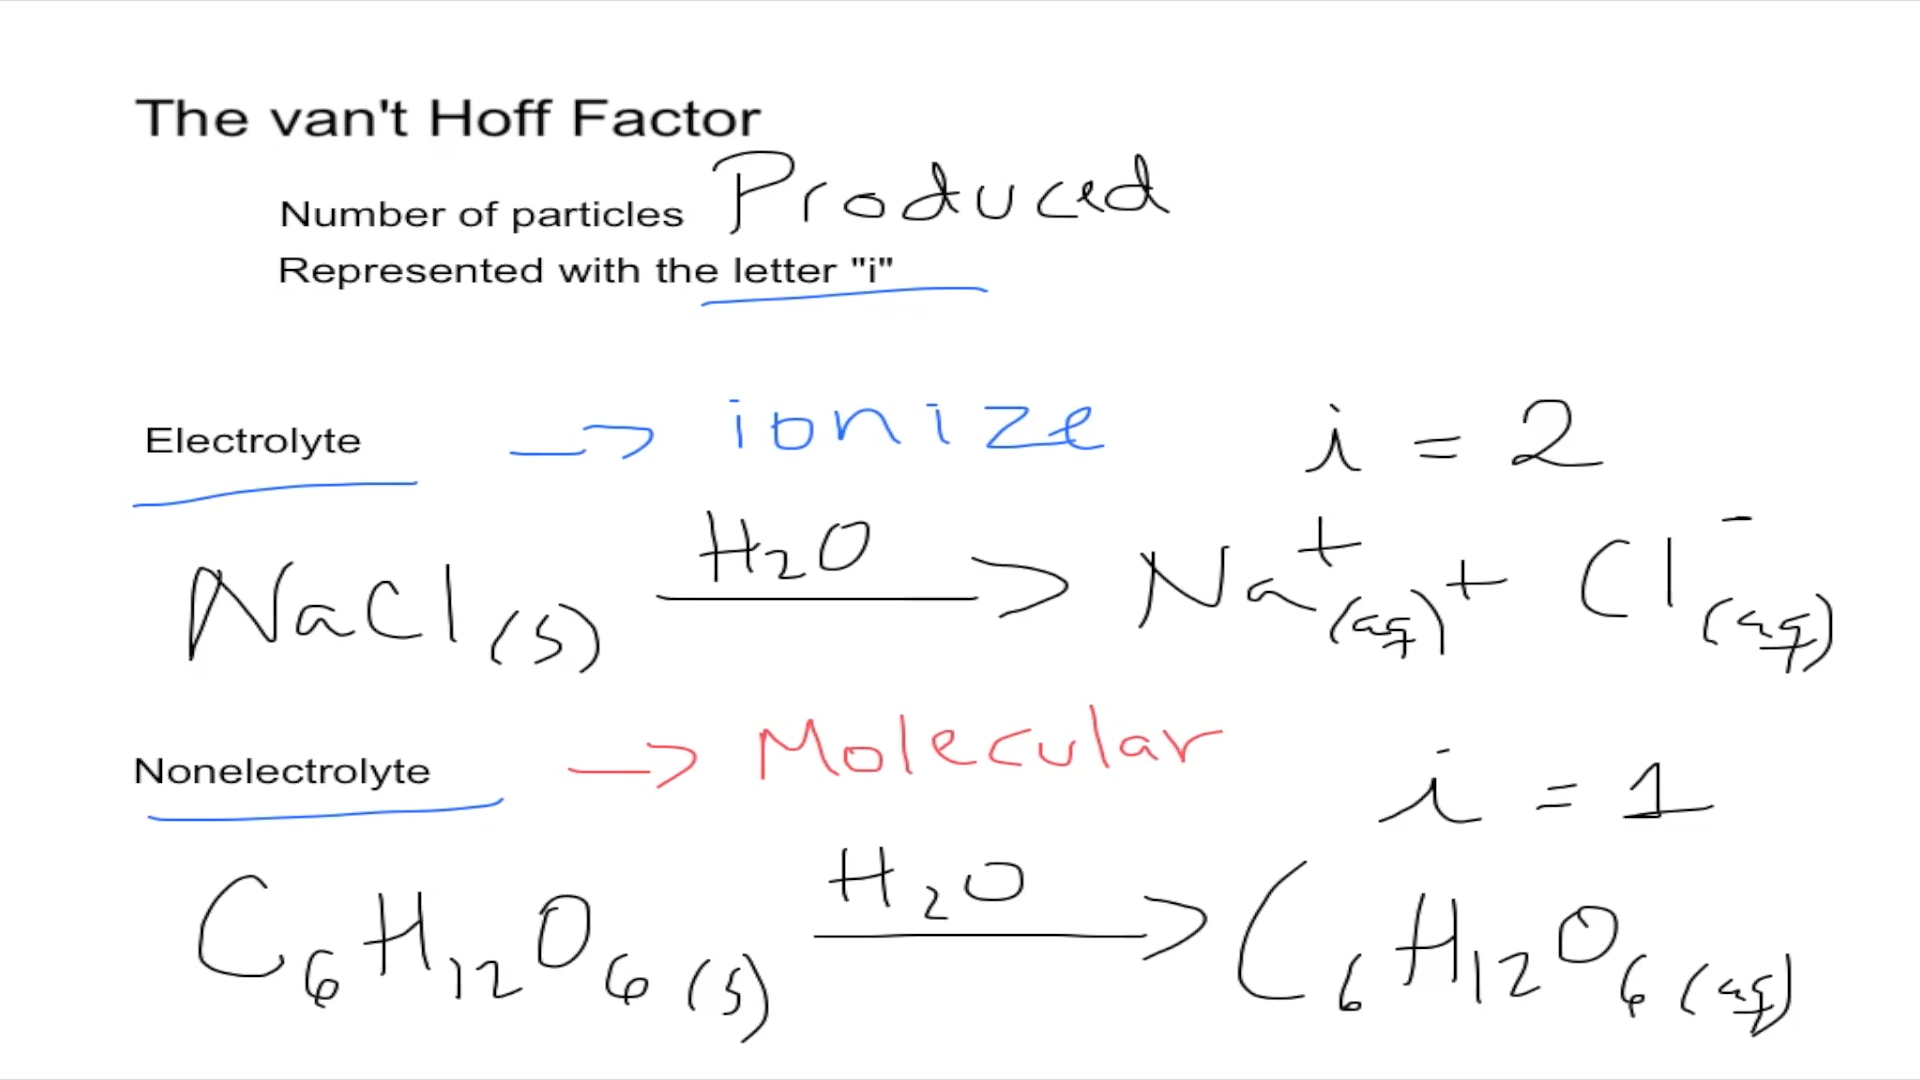 The van't Hoff Factor
Number of particles Produced
Represented with the letter "i"
Electrolyte → ionize i = 2
NaCl(s) H₂O → Na⁺(aq) + Cl⁻(aq)
Nonelectrolyte → Molecular i = 1
C₆H₁₂O₆(s) H₂O → C₆H₁₂O₆(aq)